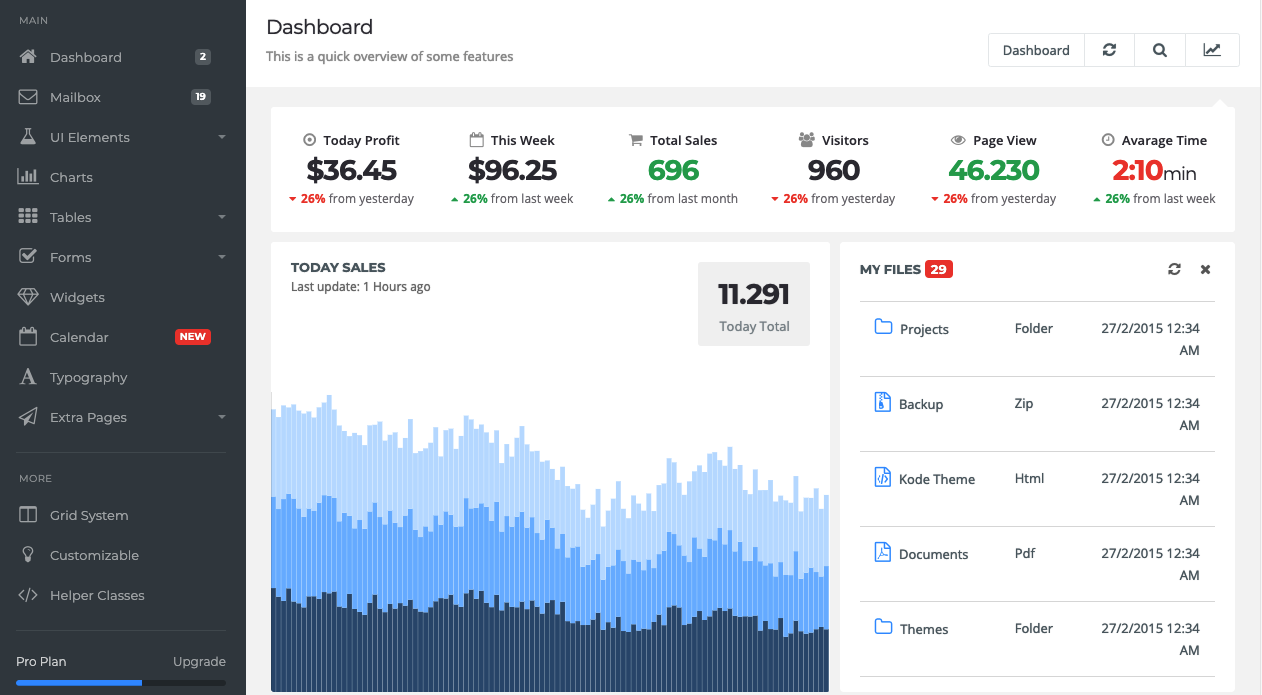 MAIN
Dashboard 2
Mailbox 19
UI Elements
Charts
Tables
Forms
Widgets
Calendar NEW
Typography
Extra Pages
MORE
Grid System
Customizable
Helper Classes
Pro Plan Upgrade
Dashboard
This is a quick overview of some features
Dashboard
Today Profit
$36.45
26% from yesterday
This Week
$96.25
26% from last week
Total Sales
696
26% from last month
Visitors
960
26% from yesterday
Page View
46.230
26% from yesterday
Avarage Time
2:10min
26% from last week
TODAY SALES
Last update: 1 Hours ago
11.291
Today Total
MY FILES 29
Projects Folder 27/2/2015 12:34
AM
Backup Zip 27/2/2015 12:34
AM
Kode Theme Html 27/2/2015 12:34
AM
Documents Pdf 27/2/2015 12:34
AM
Themes Folder 27/2/2015 12:34
AM